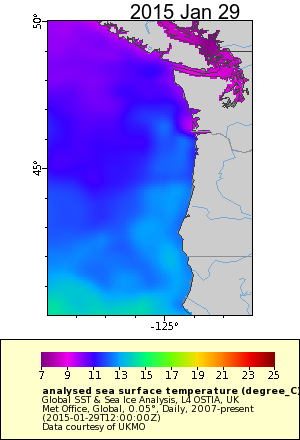 2015 Jan 29
50°
45°
-125°
7 9 11 13 15 17 19 21 23 25
analysed sea surface temperature (degree_C)
Global SST & Sea Ice Analysis, L4 OSTIA, UK
Met Office, Global, 0.05°, Daily, 2007-present
(2015-01-29T12:00:00Z)
Data courtesy of UKMO